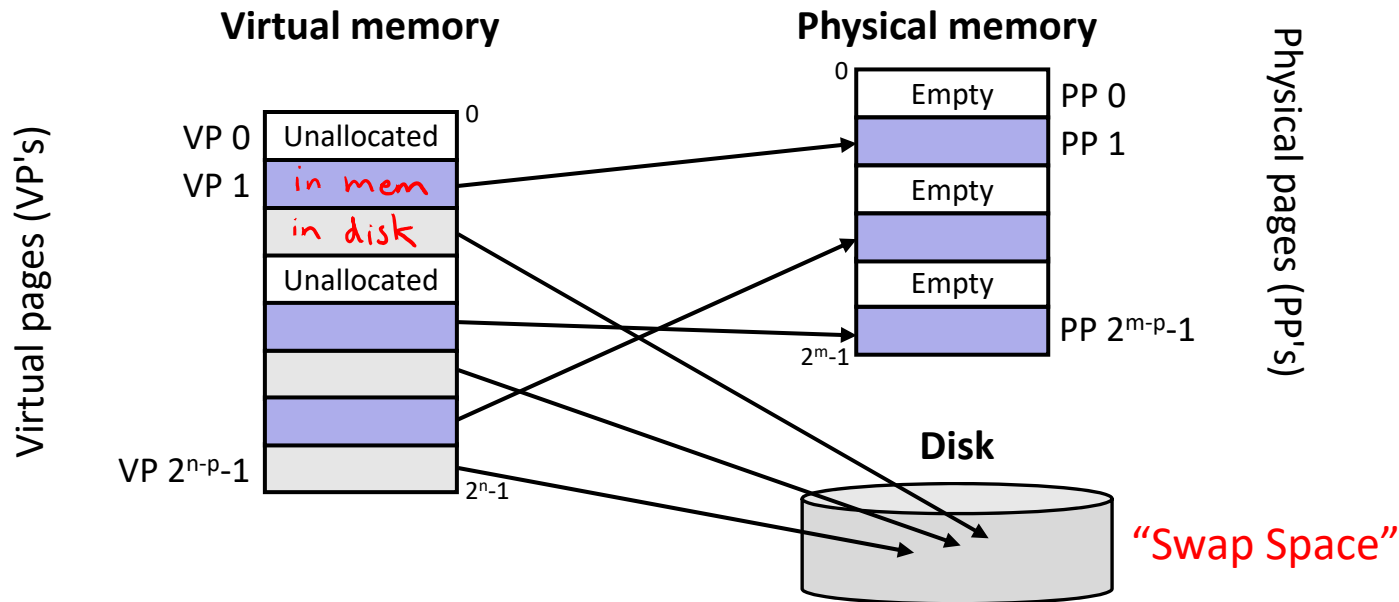 Virtual memory
Physical memory
Virtual pages (VP's)
Physical pages (PP's)
0
VP 0 Unallocated
VP 1 in mem
in disk
Unallocated
VP 2ⁿ⁻ᵖ-1
2ⁿ-1
0
Empty PP 0
PP 1
Empty
Empty
PP 2ᵐ⁻ᵖ-1
2ᵐ-1
Disk
“Swap Space”